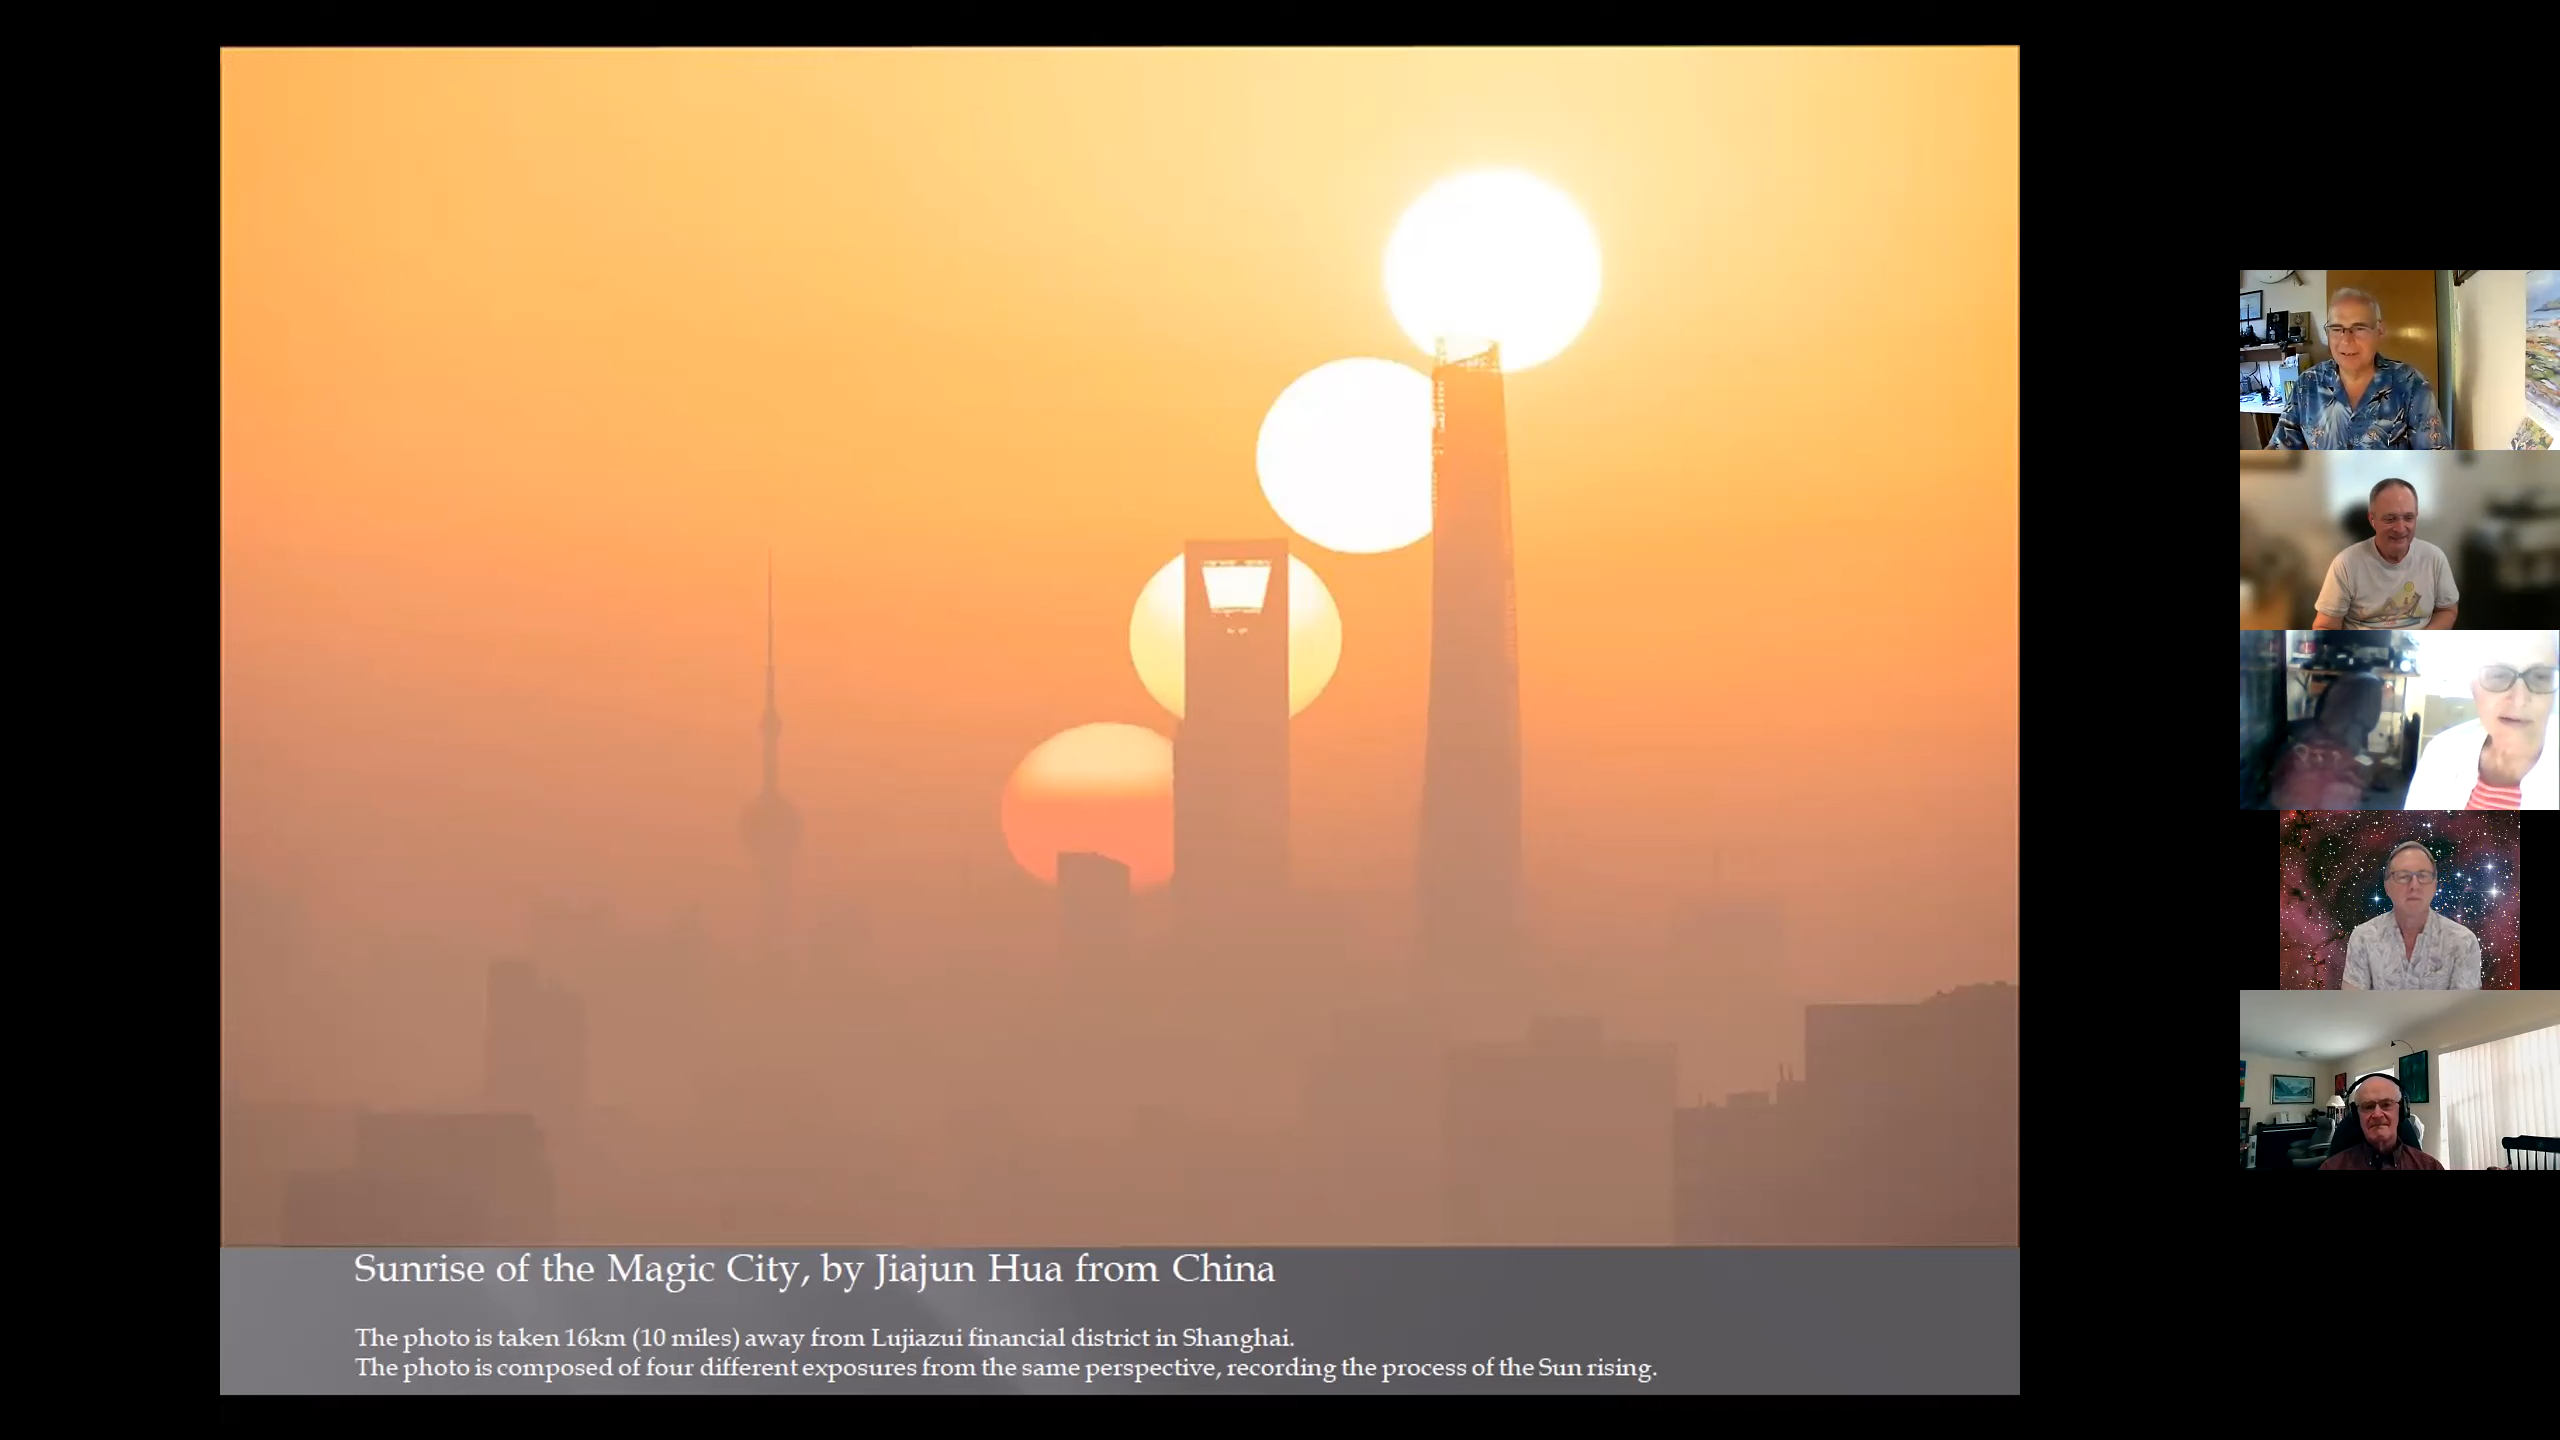 Sunrise of the Magic City, by Jiajun Hua from China
The photo is taken 16km (10 miles) away from Lujiazui financial district in Shanghai.
The photo is composed of four different exposures from the same perspective, recording the process of the Sun rising.